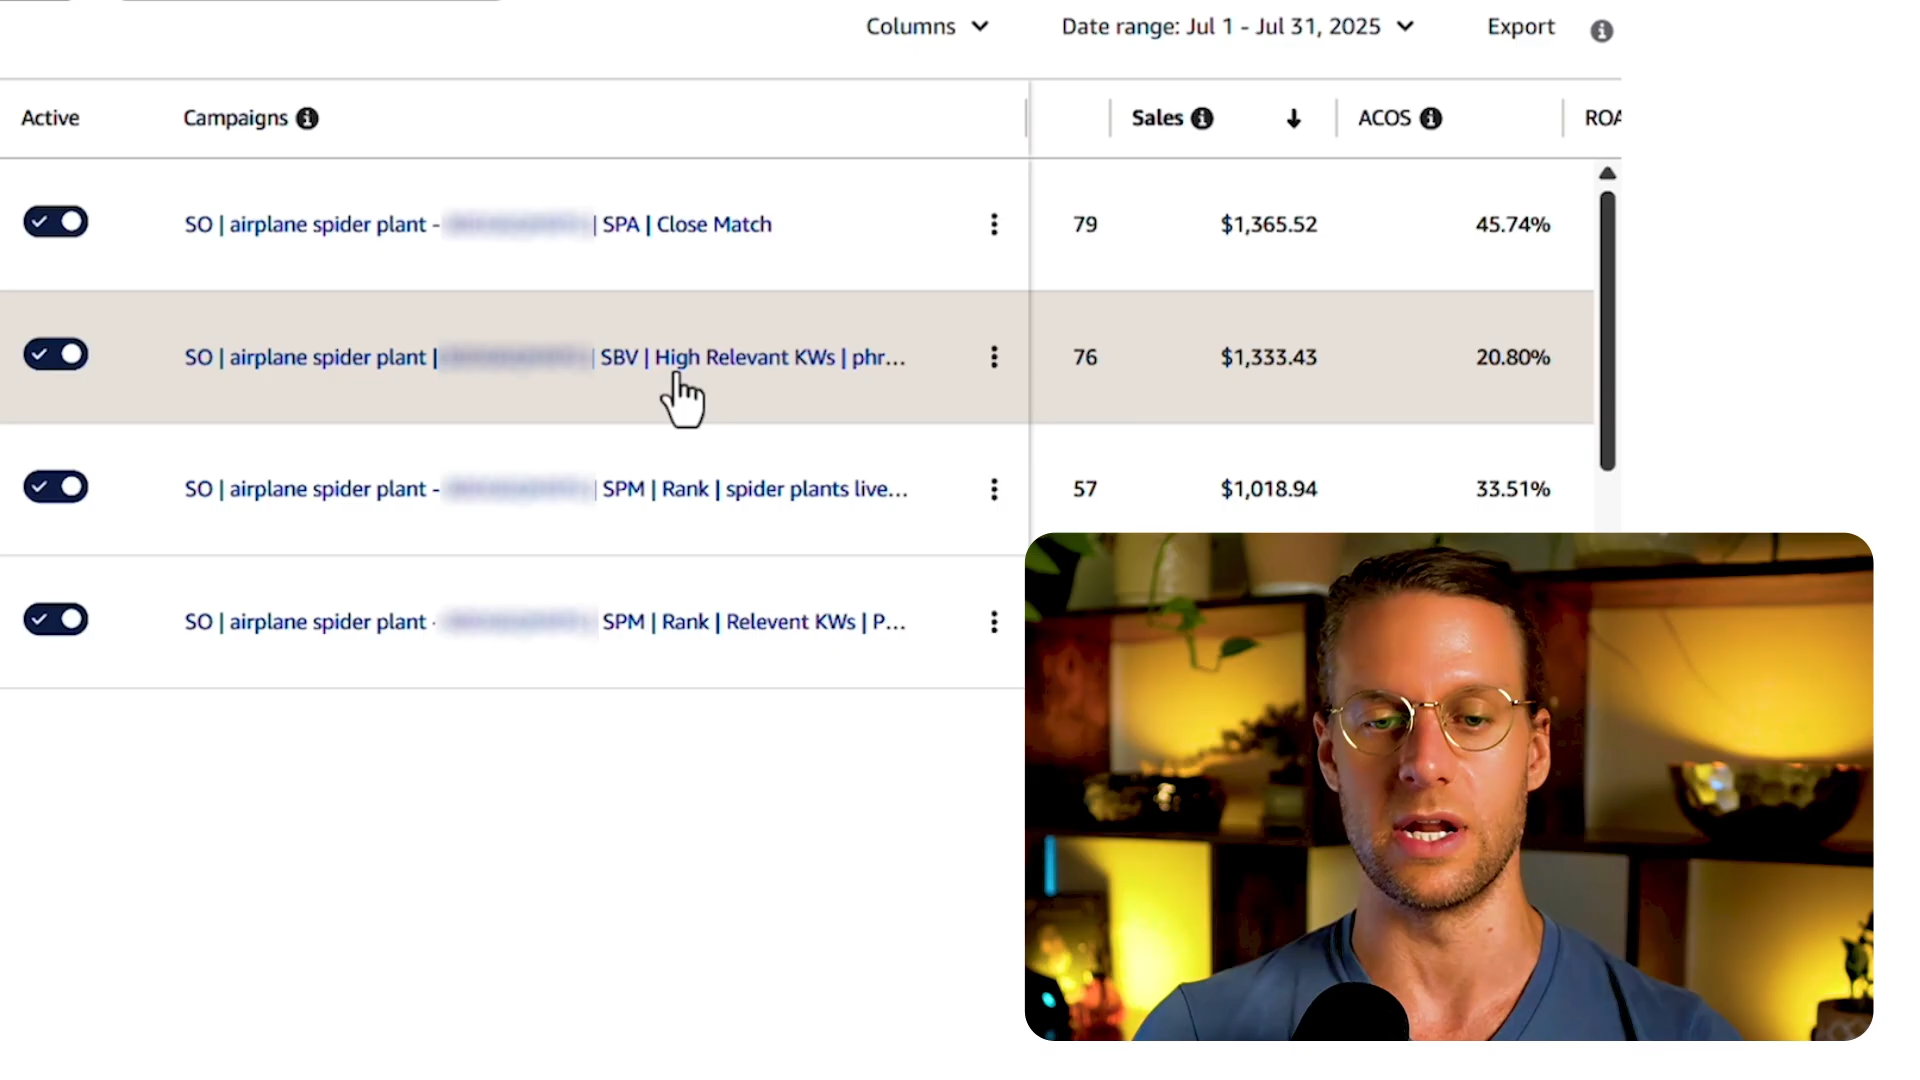 Columns Date range: Jul 1 - Jul 31, 2025 Export
Active Campaigns Sales ACOS ROA
SO | airplane spider plant - | SPA | Close Match 79 $1,365.52 45.74%
SO | airplane spider plant | | SBV | High Relevant KWs | phr... 76 $1,333.43 20.80%
SO | airplane spider plant - | SPM | Rank | spider plants live... 57 $1,018.94 33.51%
SO | airplane spider plant - SPM | Rank | Relevent KWs | P...